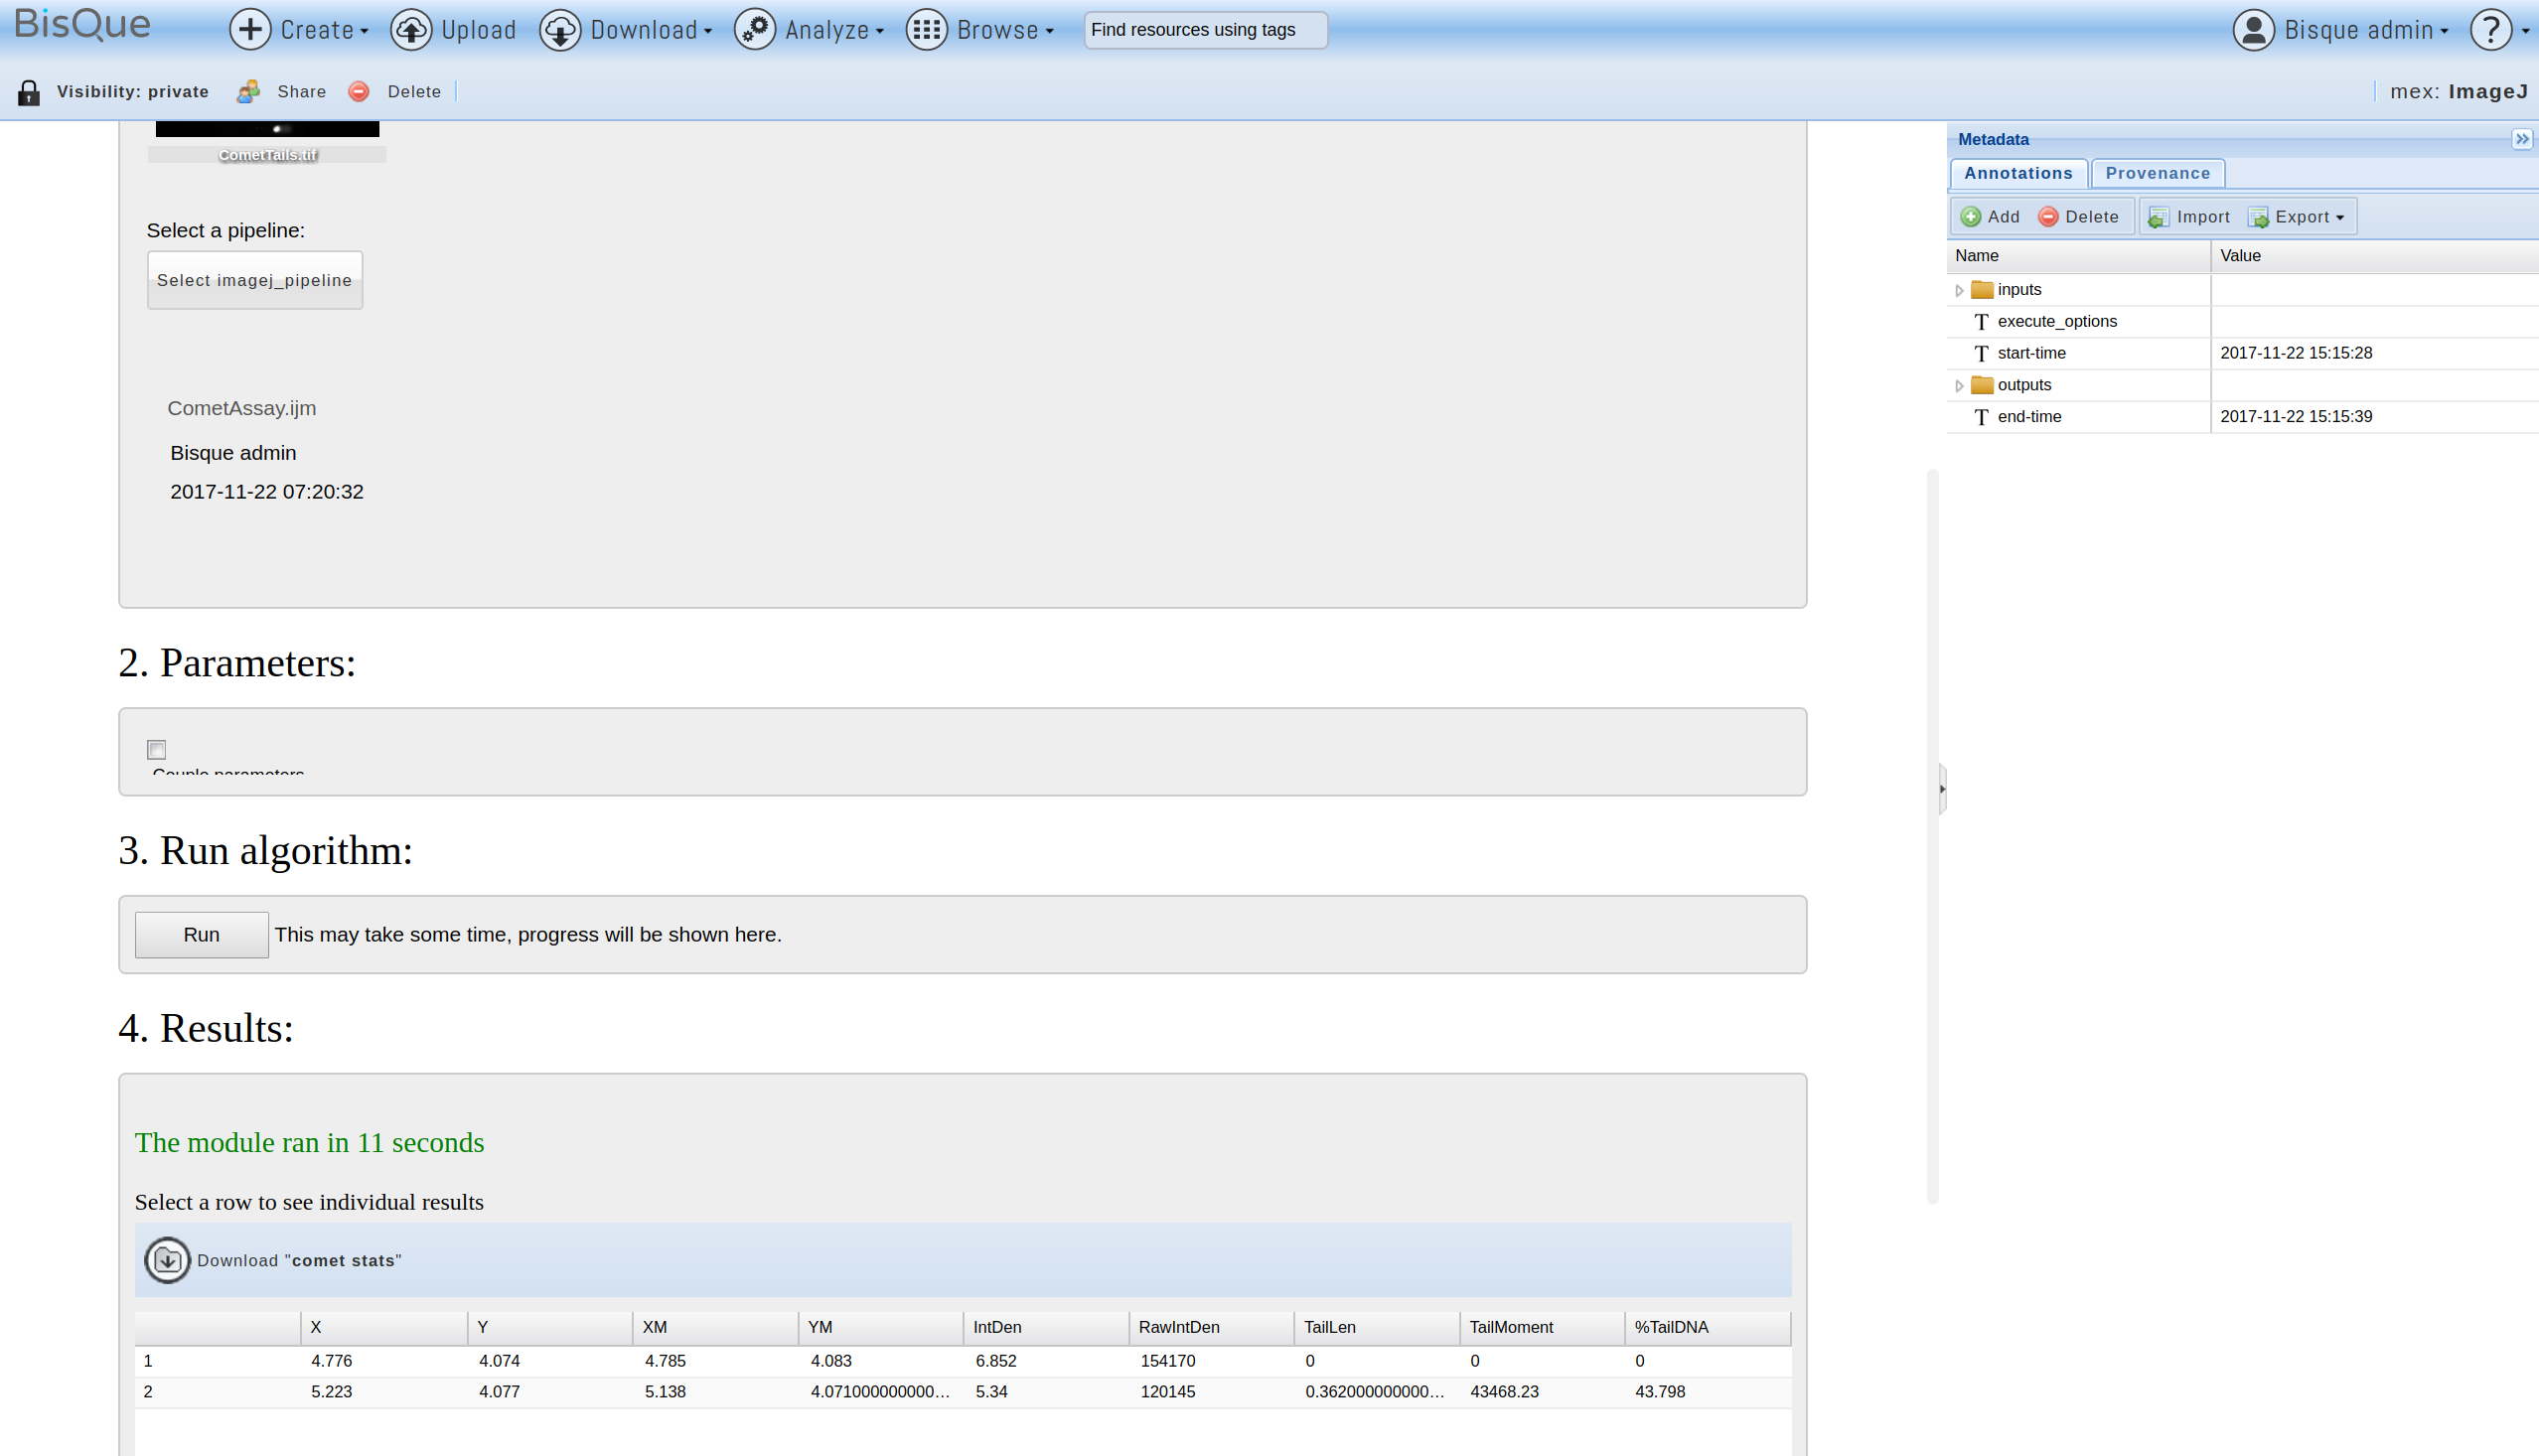 BisQue Create Upload Download Analyze Browse Find resources using tags Bisque admin ?
Visibility: private Share Delete mex: ImageJ
CometTails.tif
Select a pipeline:
Select imagej_pipeline
CometAssay.ijm
Bisque admin
2017-11-22 07:20:32
2. Parameters:
Couple parameters
3. Run algorithm:
Run This may take some time, progress will be shown here.
4. Results:
The module ran in 11 seconds
Select a row to see individual results
Download "comet stats"
X Y XM YM IntDen RawIntDen TailLen TailMoment %TailDNA
1 4.776 4.074 4.785 4.083 6.852 154170 0 0 0
2 5.223 4.077 5.138 4.071000000000... 5.34 120145 0.362000000000... 43468.23 43.798
Metadata
Annotations Provenance
Add Delete Import Export
Name Value
inputs
execute_options
start-time 2017-11-22 15:15:28
outputs
end-time 2017-11-22 15:15:39